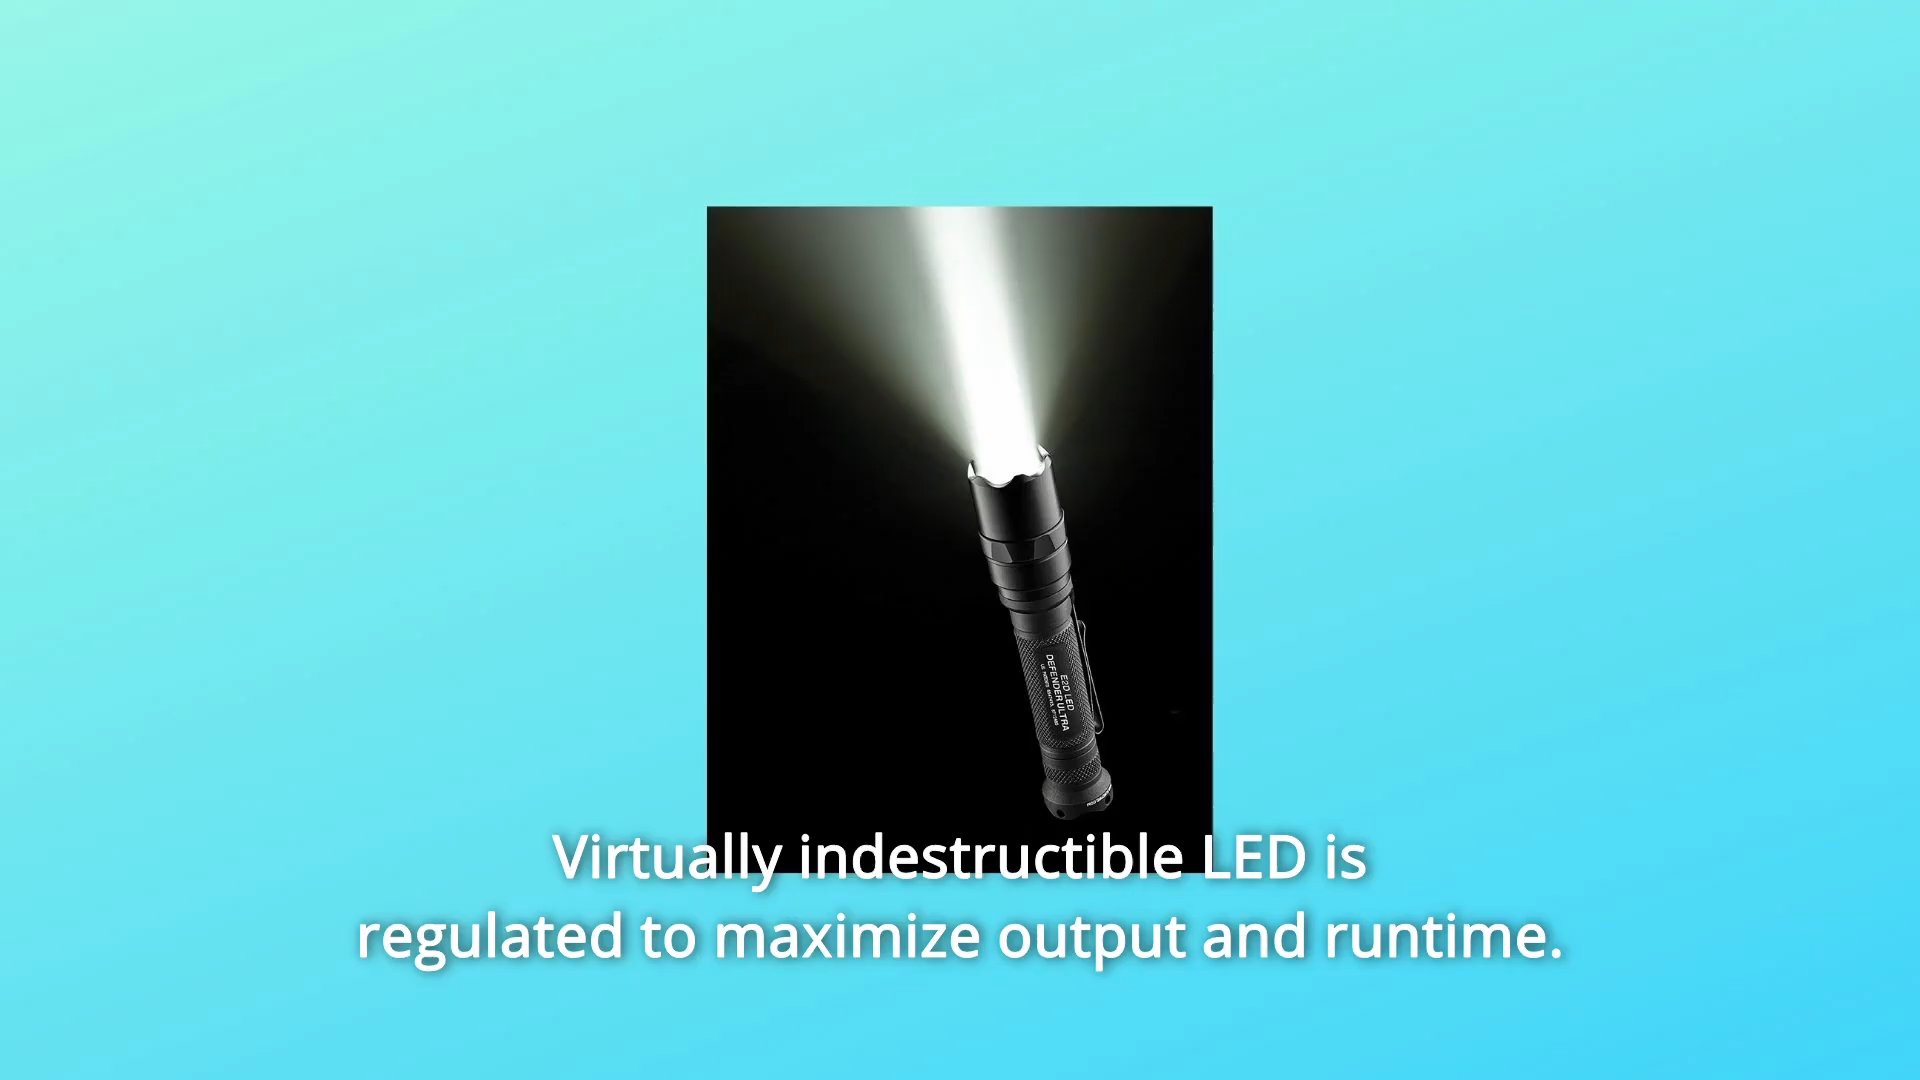 E2D LED
DEFENDER ULTRA
Virtually indestructible LED is
regulated to maximize output and runtime.